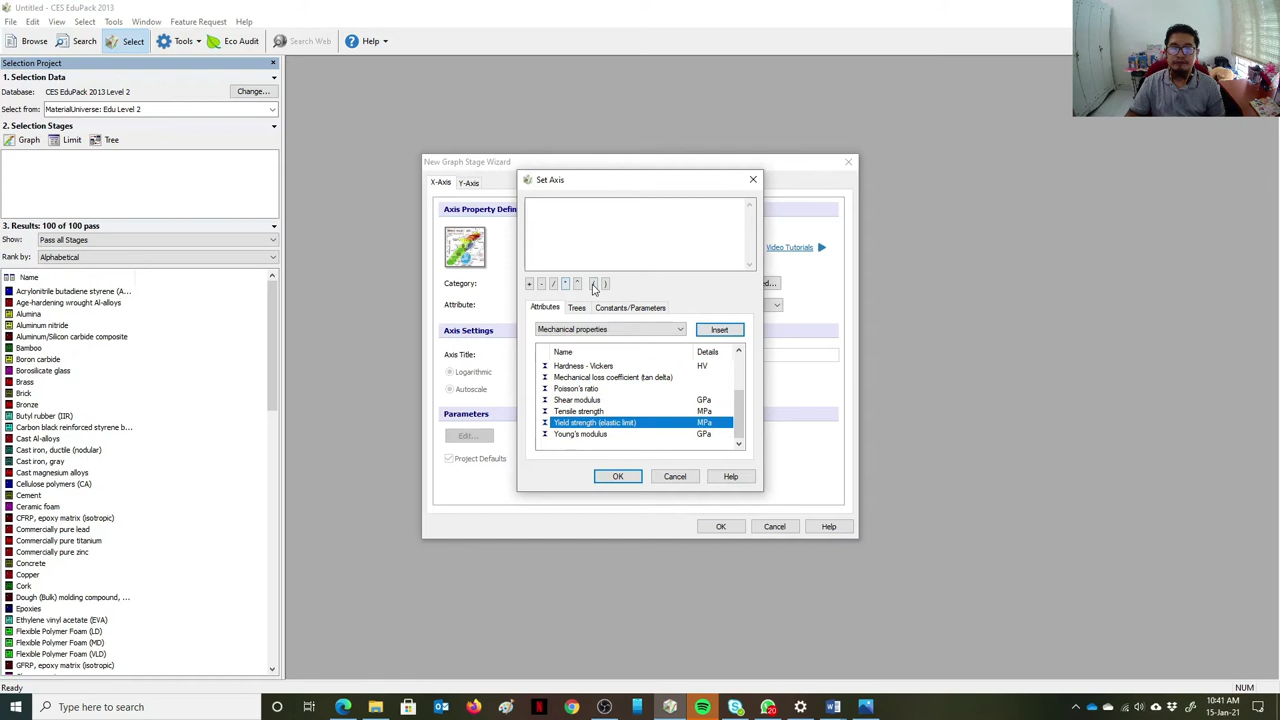 Untitled - CES EduPack 2013
File Edit View Select Tools Window Feature Request Help
Browse Search Select Tools Eco Audit Search Web Help
Selection Project
1. Selection Data
Database: CES EduPack 2013 Level 2 Change...
Select from: MaterialUniverse: Edu Level 2
2. Selection Stages
Graph Limit Tree
3. Results: 100 of 100 pass
Show: Pass all Stages
Rank by: Alphabetical
Name
Acrylonitrile butadiene styrene (A...
Age-hardening wrought Al-alloys
Alumina
Aluminum nitride
Aluminum/Silicon carbide composite
Bamboo
Boron carbide
Borosilicate glass
Brass
Brick
Bronze
Butyl rubber (IIR)
Carbon black reinforced styrene b...
Cast Al-alloys
Cast iron, ductile (nodular)
Cast iron, gray
Cast magnesium alloys
Cellulose polymers (CA)
Cement
Ceramic foam
CFRP, epoxy matrix (isotropic)
Commercially pure lead
Commercially pure titanium
Commercially pure zinc
Concrete
Copper
Cork
Dough (Bulk) molding compound, ...
Epoxies
Ethylene vinyl acetate (EVA)
Flexible Polymer Foam (LD)
Flexible Polymer Foam (MD)
Flexible Polymer Foam (VLD)
GFRP, epoxy matrix (isotropic)
Ready
New Graph Stage Wizard
X-Axis Y-Axis
Axis Property Defin
Video Tutorials
Category: ed...
Attribute:
Axis Settings
Axis Title:
Logarithmic
Autoscale
Parameters
Edit...
Project Defaults
OK Cancel Help
Set Axis
+ - / * ^ ( )
Attributes Trees Constants/Parameters
Mechanical properties Insert
Name Details
Hardness - Vickers HV
Mechanical loss coefficient (tan delta)
Poisson's ratio
Shear modulus GPa
Tensile strength MPa
Yield strength (elastic limit) MPa
Young's modulus GPa
OK Cancel Help
NUM
Type here to search
20
10:41 AM
15-Jan-21